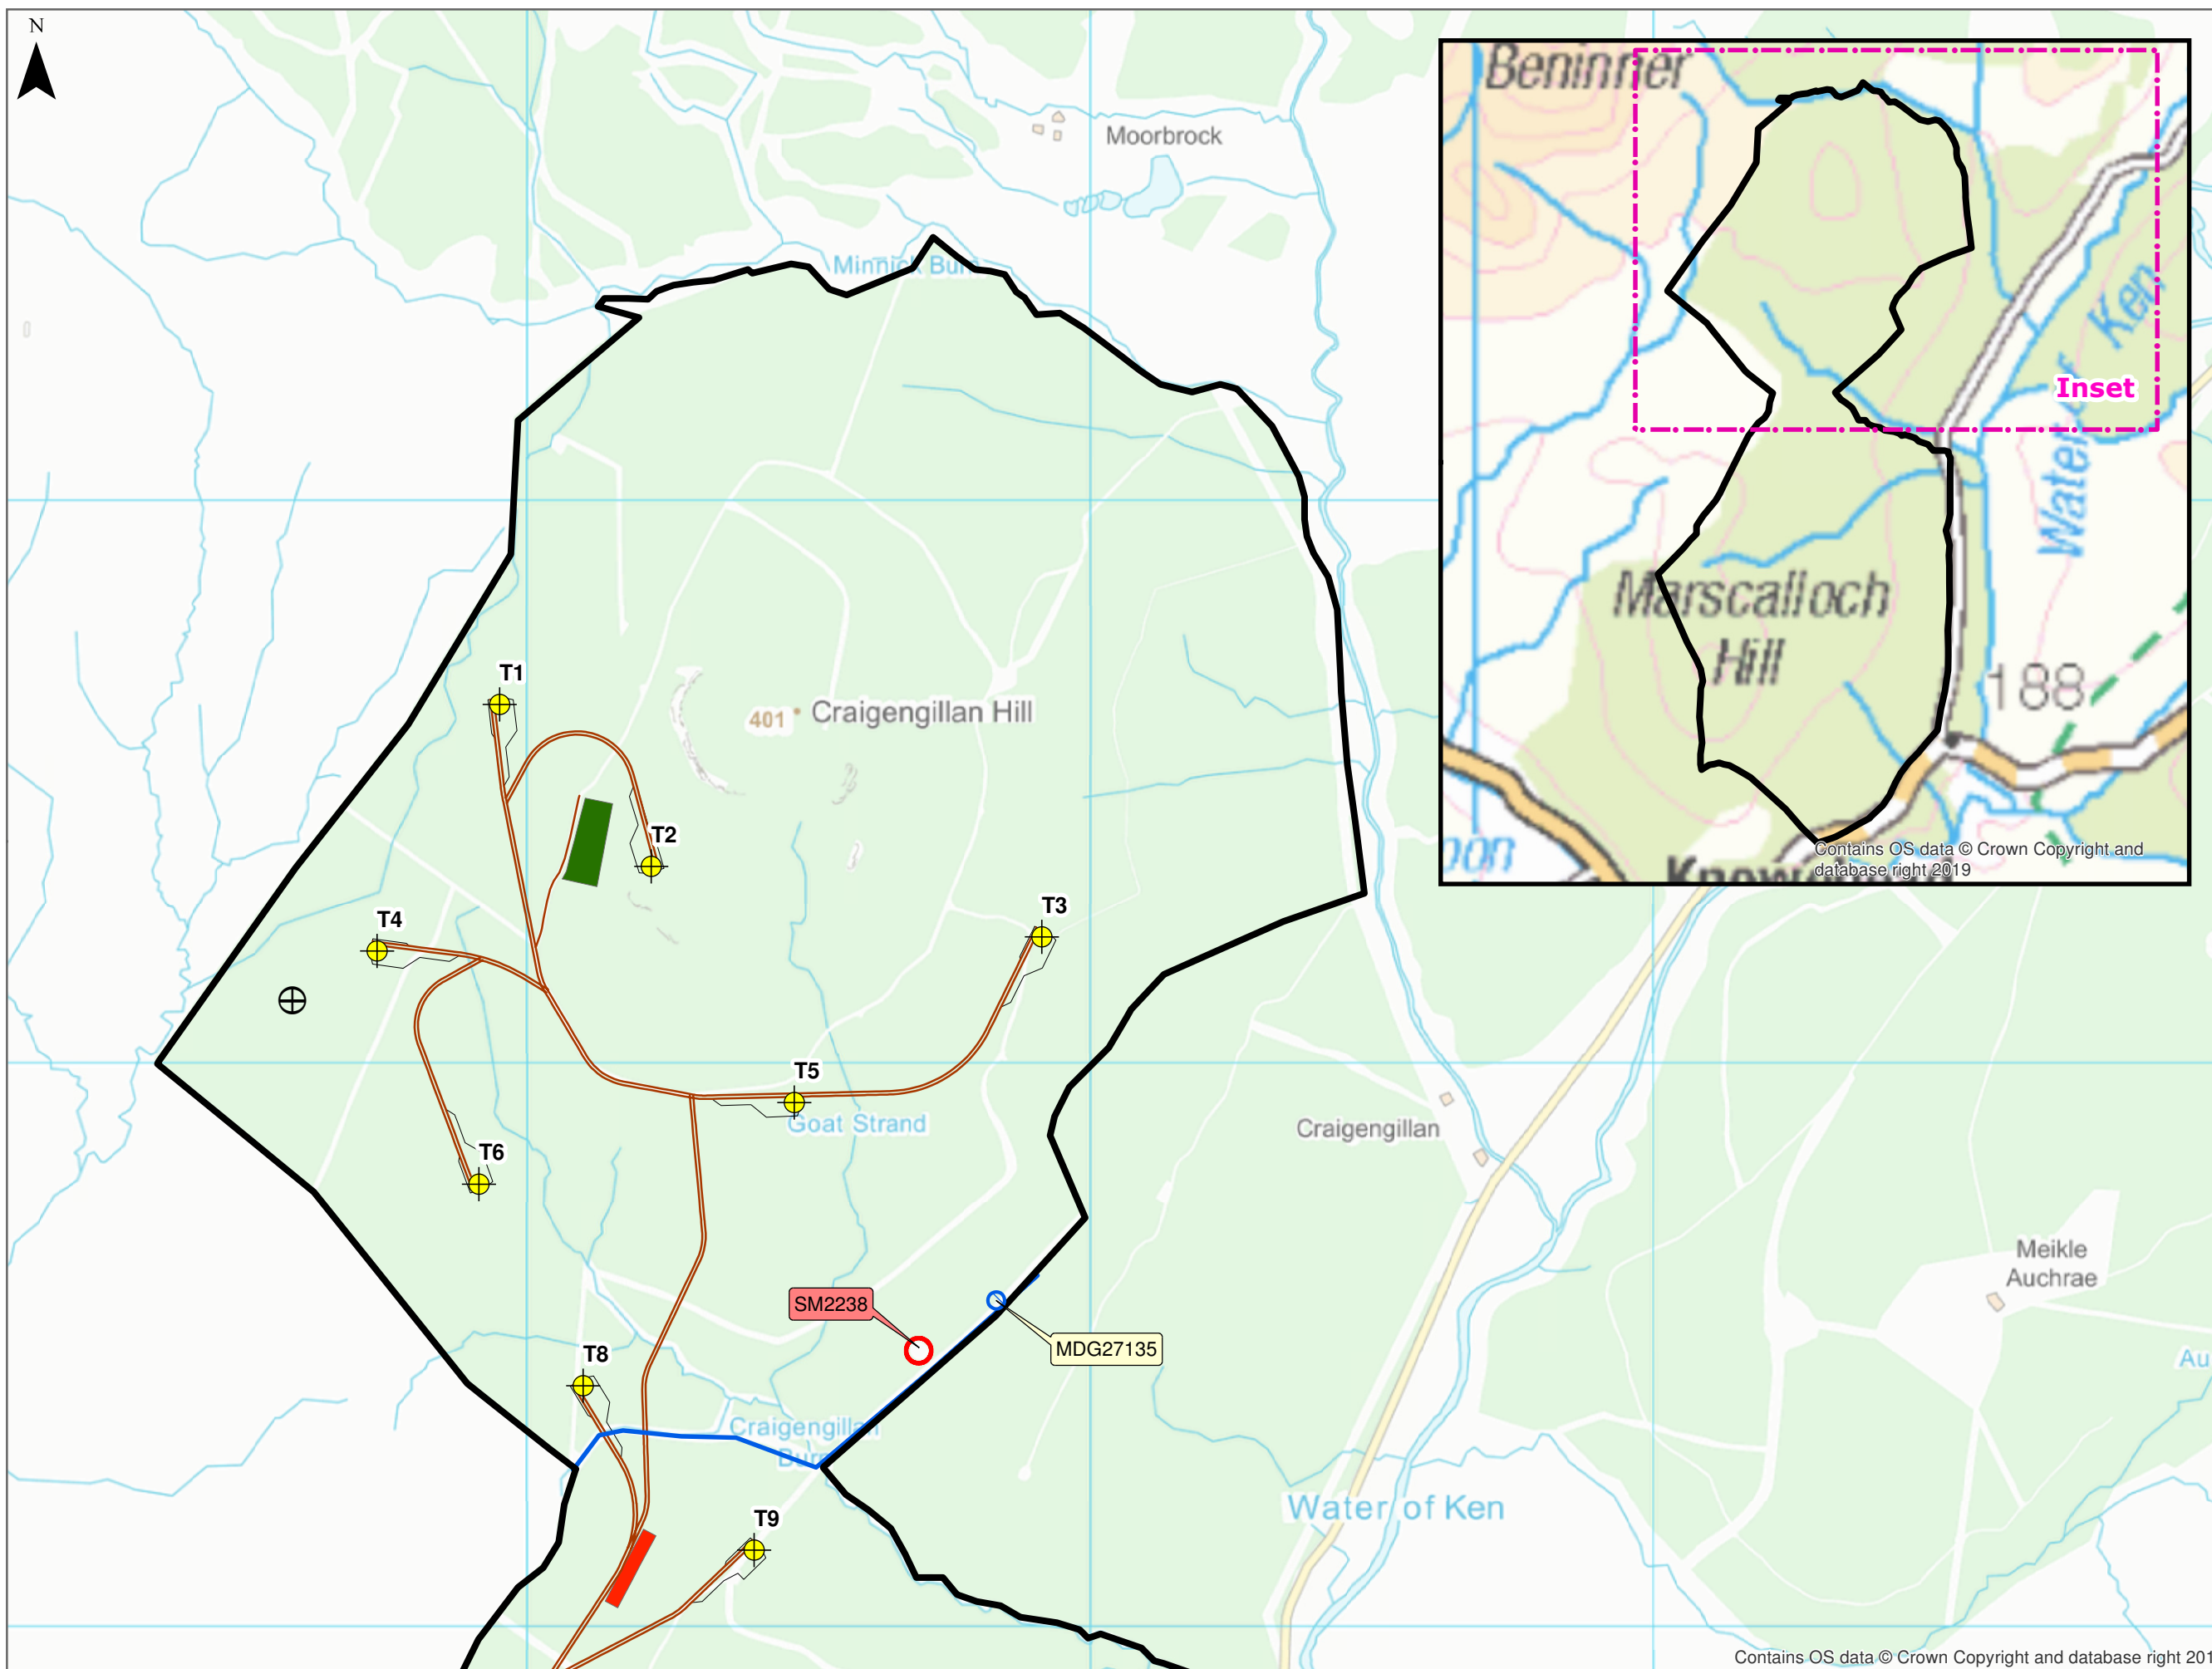 N
Moorbrock
Minnick Burn
T1
401
Craigengillan Hill
T2
T4
T3
T5
Goat Strand
T6
Craigengillan
Meikle
Auchrae
SM2238
MDG27135
T8
Craigengillan
Burn
T9
Water of Ken
Contains OS data © Crown Copyright and database right 201
Beninner
Inset
Water of Ken
Marscalloch
Hill
188
Contains OS data © Crown Copyright and
database right 2019